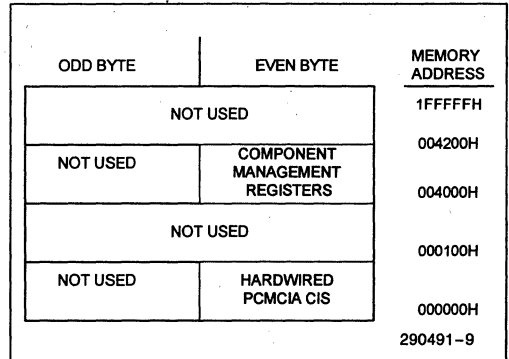 ODD BYTE EVEN BYTE MEMORY
ADDRESS
NOT USED 1FFFFFH
004200H
NOT USED COMPONENT
MANAGEMENT
REGISTERS 004000H
NOT USED
000100H
NOT USED HARDWIRED
PCMCIA CIS
000000H
290491-9